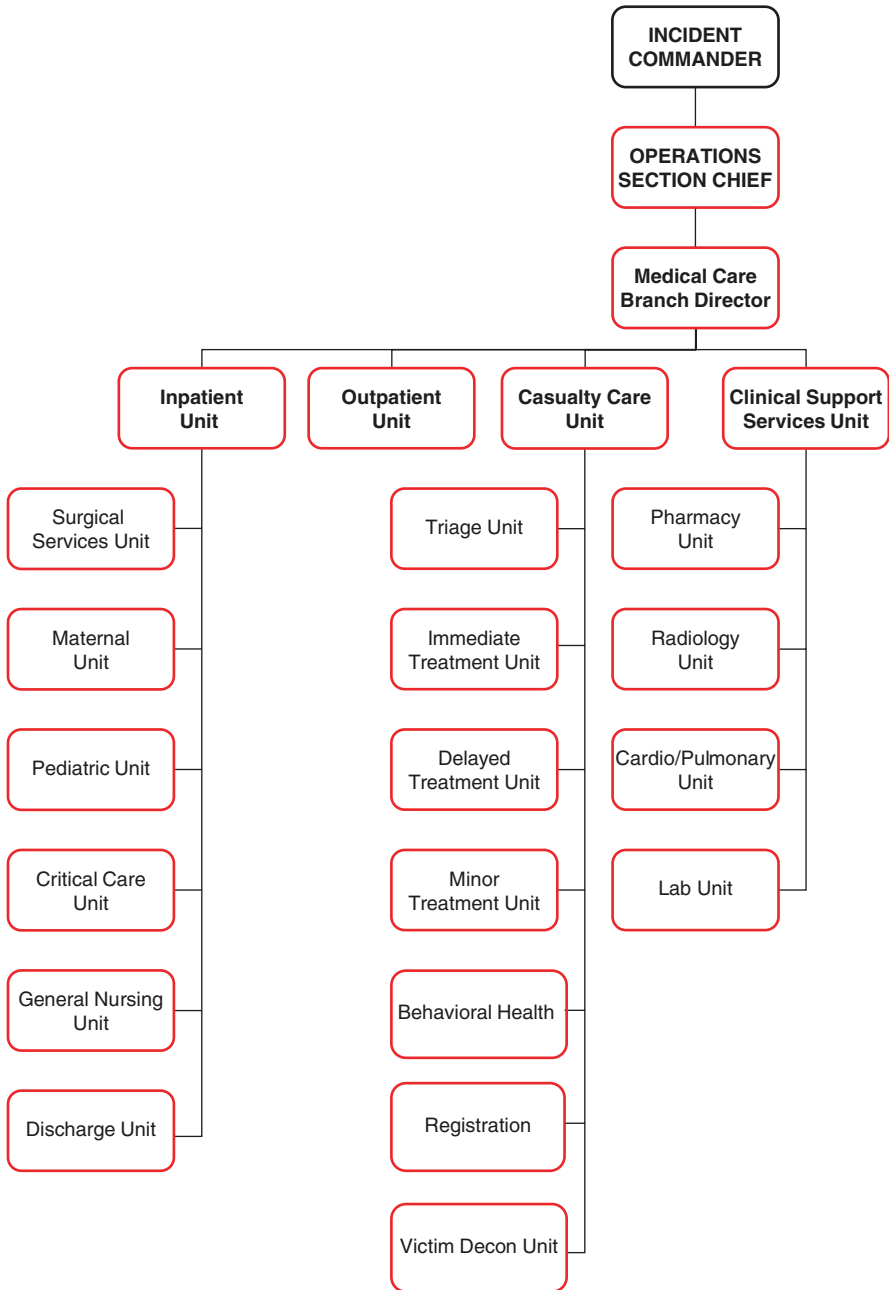 INCIDENT
COMMANDER
OPERATIONS
SECTION CHIEF
Medical Care
Branch Director
Inpatient
Unit
Outpatient
Unit
Casualty Care
Unit
Clinical Support
Services Unit
Surgical
Services Unit
Maternal
Unit
Pediatric Unit
Critical Care
Unit
General Nursing
Unit
Discharge Unit
Triage Unit
Immediate
Treatment Unit
Delayed
Treatment Unit
Minor
Treatment Unit
Behavioral Health
Registration
Victim Decon Unit
Pharmacy
Unit
Radiology
Unit
Cardio/Pulmonary
Unit
Lab Unit